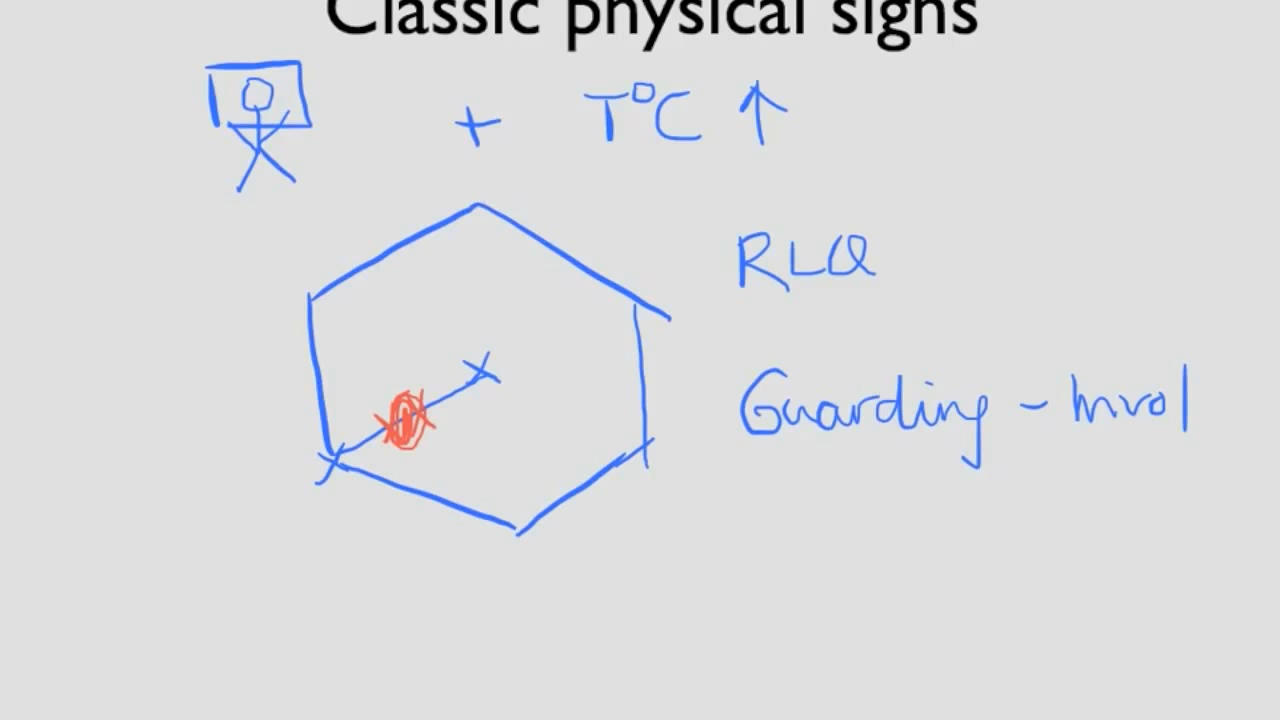 Classic physical signs
+ T°C ↑
RLQ
Guarding - Invol